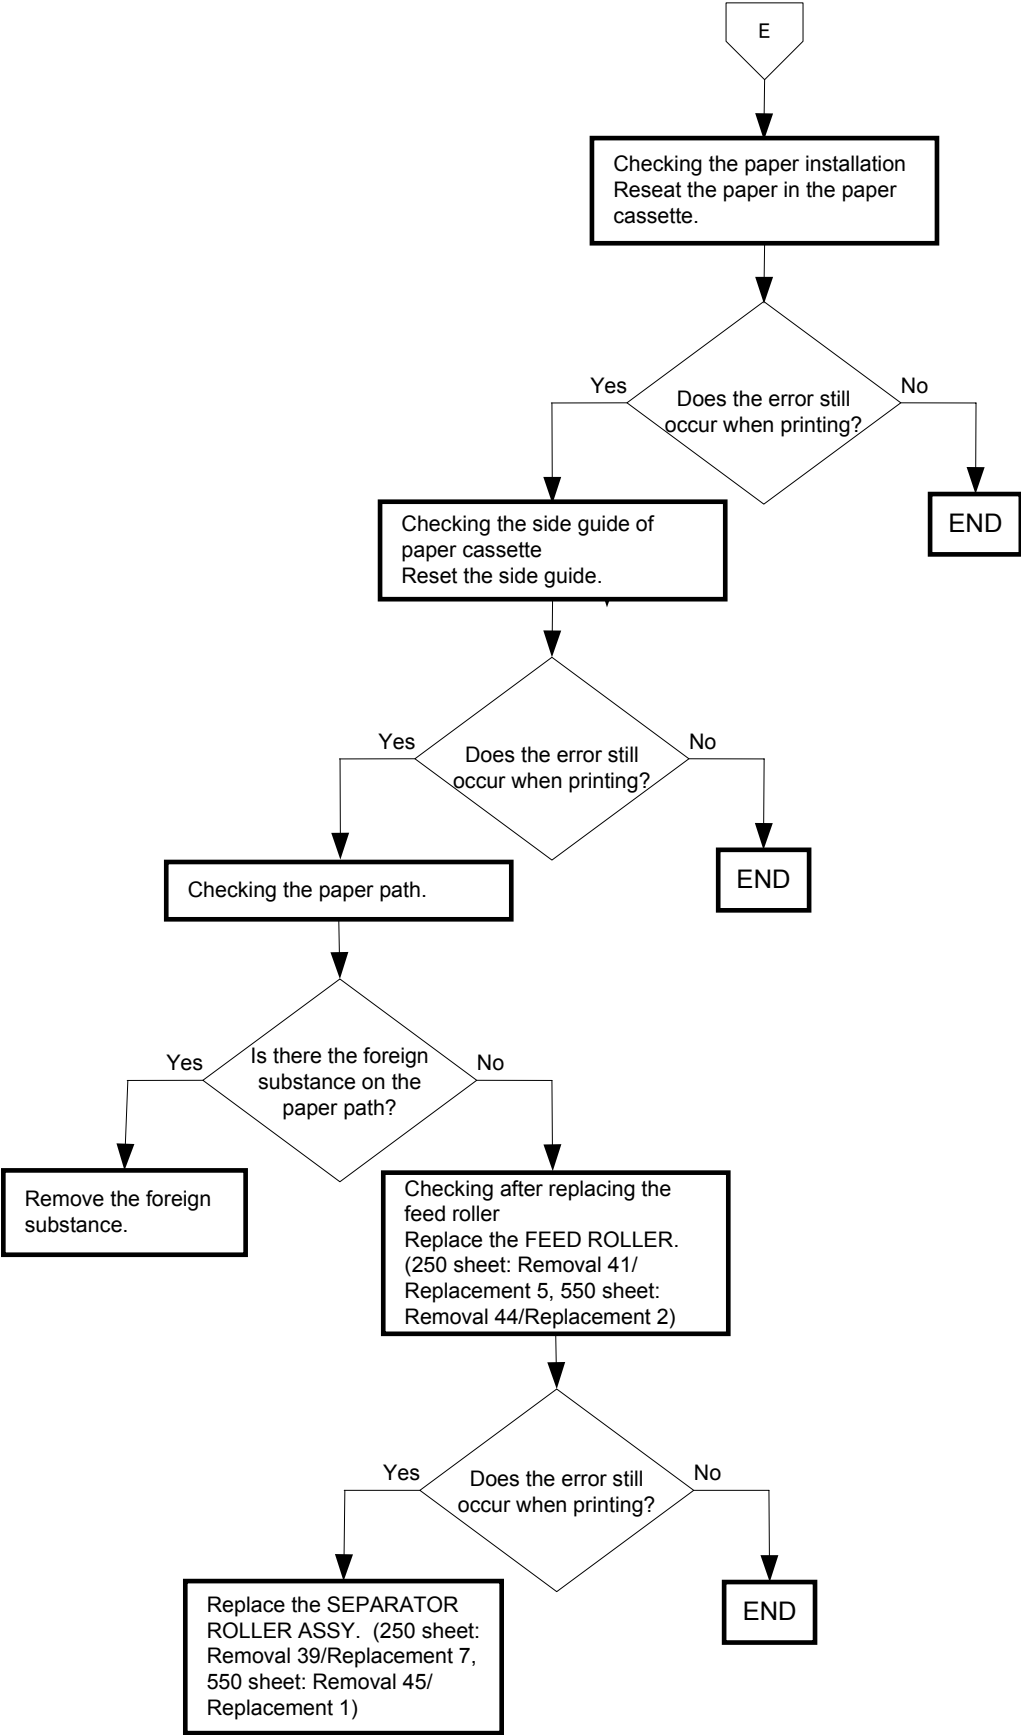 E
Checking the paper installation
Reseat the paper in the paper
cassette.
Yes
No
Does the error still
occur when printing?
END
Checking the side guide of
paper cassette
Reset the side guide.
Yes
No
Does the error still
occur when printing?
END
Checking the paper path.
Yes
No
Is there the foreign
substance on the
paper path?
Remove the foreign
substance.
Checking after replacing the
feed roller
Replace the FEED ROLLER.
(250 sheet: Removal 41/
Replacement 5, 550 sheet:
Removal 44/Replacement 2)
Yes
No
Does the error still
occur when printing?
Replace the SEPARATOR
ROLLER ASSY.  (250 sheet:
Removal 39/Replacement 7,
550 sheet: Removal 45/
Replacement 1)
END